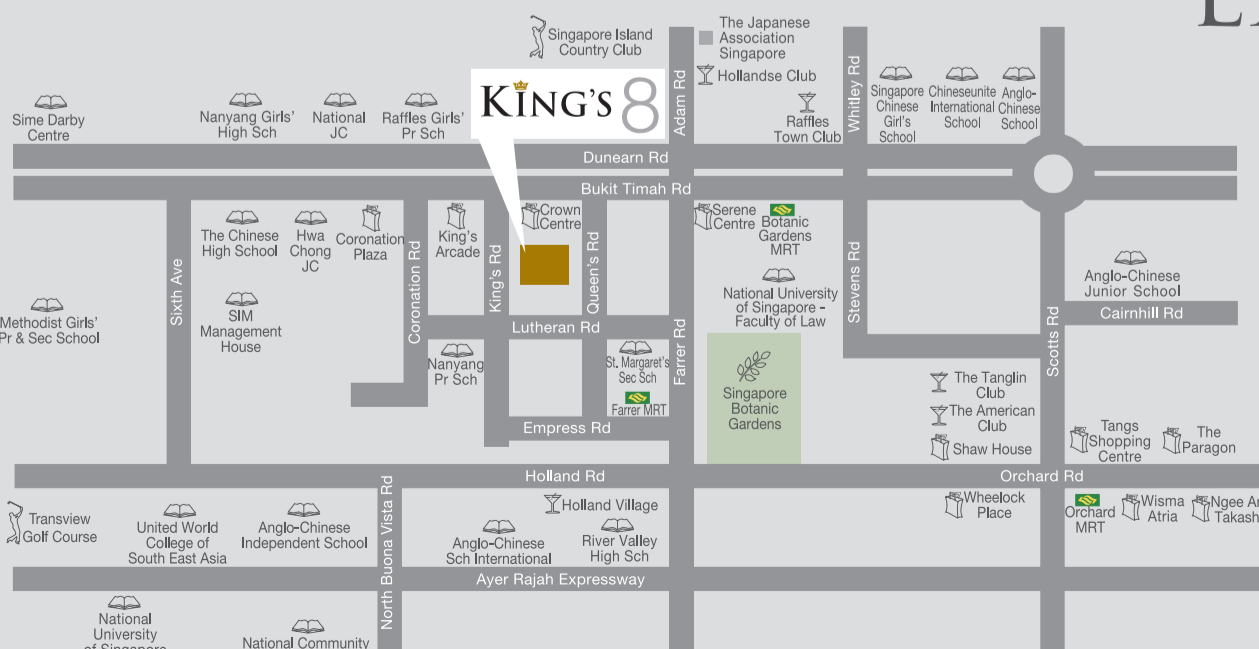 Singapore Island
Country Club
The Japanese
Association
Singapore
Hollandse Club
KING'S 8
Adam Rd
Whitley Rd
Sime Darby
Centre
Nanyang Girls'
High Sch
National
JC
Raffles Girls'
Pr Sch
Raffles
Town Club
Singapore
Chinese
Girl's
School
Chineseunite
International
School
Anglo-
Chinese
School
Dunearn Rd
Bukit Timah Rd
Sixth Ave
The Chinese
High School
Hwa
Chong
JC
Coronation
Plaza
Coronation Rd
King's
Arcade
King's Rd
Crown
Centre
Queen's Rd
Serene
Centre
Botanic
Gardens
MRT
Stevens Rd
National University
of Singapore -
Faculty of Law
Anglo-Chinese
Junior School
Cairnhill Rd
Scotts Rd
Methodist Girls'
Pr & Sec School
SIM
Management
House
Lutheran Rd
Nanyang
Pr Sch
St. Margaret's
Sec Sch
Farrer MRT
Farrer Rd
Singapore
Botanic
Gardens
The Tanglin
Club
The American
Club
Shaw House
Tangs
Shopping
Centre
The
Paragon
Empress Rd
Holland Rd
Orchard Rd
Transview
Golf Course
United World
College of
South East Asia
Anglo-Chinese
Independent School
North Buona Vista Rd
Holland Village
Anglo-Chinese
Sch International
River Valley
High Sch
Wheelock
Place
Orchard
MRT
Wisma
Atria
Ngee An
Takash
Ayer Rajah Expressway
National
University
of Singapore
National Community